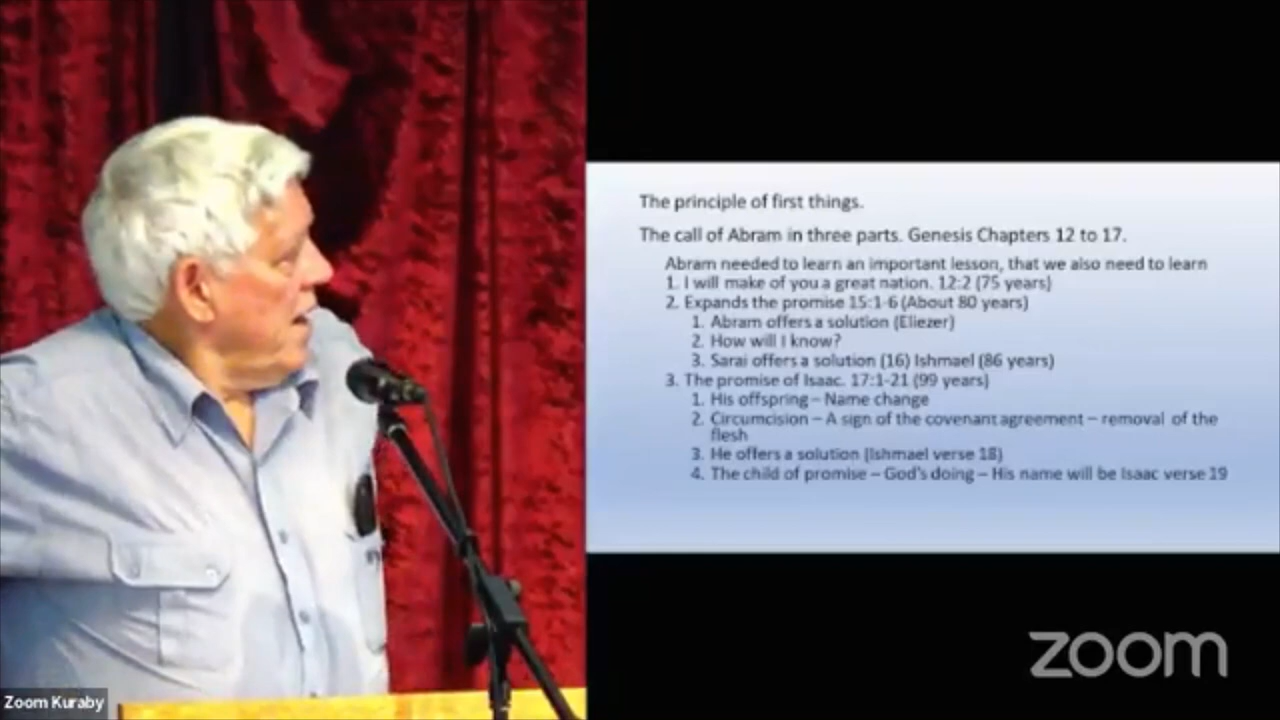 The principle of first things.
The call of Abram in three parts. Genesis Chapters 12 to 17.
Abram needed to learn an important lesson, that we also need to learn
1. I will make of you a great nation. 12:2 (75 years)
2. Expands the promise 15:1-6 (About 80 years)
1. Abram offers a solution (Eliezer)
2. How will I know?
3. Sarai offers a solution (16) Ishmael (86 years)
3. The promise of Isaac. 17:1-21 (99 years)
1. His offspring – Name change
2. Circumcision – A sign of the covenant agreement – removal of the
flesh
3. He offers a solution (Ishmael verse 18)
4. The child of promise – God's doing – His name will be Isaac verse 19
zoom
Zoom Kuraby